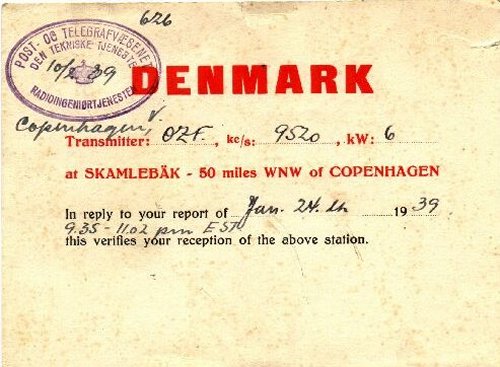 626
POST- OG TELEGRAFVÆSENET
DEN TEKNISKE TJENESTE
10/2 39
RADIOINGENIØRTJENESTEN
DENMARK
Copenhagen, V.
Transmitter: OZF, kc/s: 9520, kW: 6
at SKAMLEBÄK - 50 miles WNW of COPENHAGEN
In reply to your report of Jan. 24.th 1939
9.35 - 11.02 pm EST
this verifies your reception of the above station.